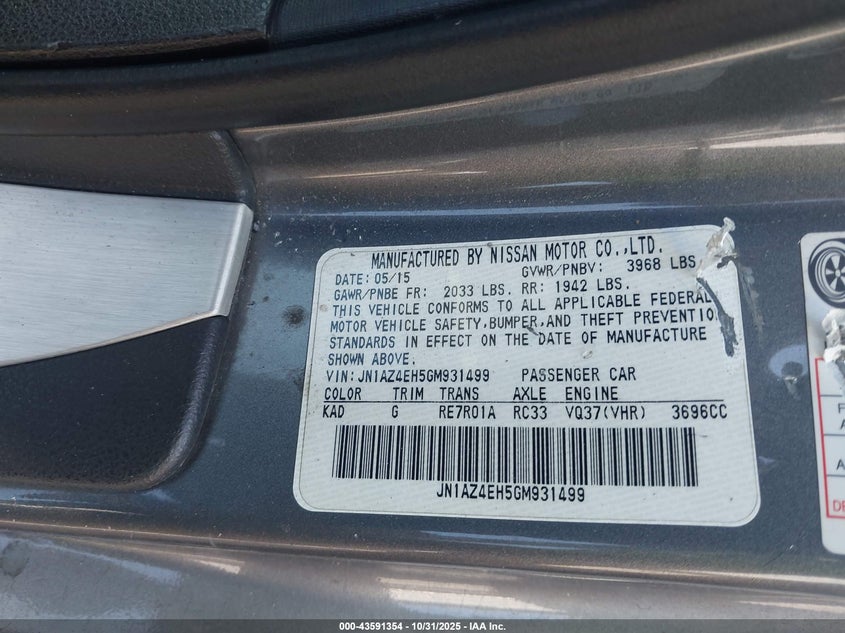 MANUFACTURED BY NISSAN MOTOR CO.,LTD.
DATE: 05/15 GVWR/PNBV: 3968 LBS
GAWR/PNBE FR: 2033 LBS. RR: 1942 LBS.
THIS VEHICLE CONFORMS TO ALL APPLICABLE FEDERAL
MOTOR VEHICLE SAFETY,BUMPER,AND THEFT PREVENTIO
STANDARDS IN EFFECT ON THE DATE OF MANUFACTURE
SHOWN ABOVE.
VIN:JN1AZ4EH5GM931499 PASSENGER CAR
COLOR TRIM TRANS AXLE ENGINE
KAD G RE7R01A RC33 VQ37(VHR) 3696CC
JN1AZ4EH5GM931499
000-43591354 | 10/31/2025 | IAA Inc.